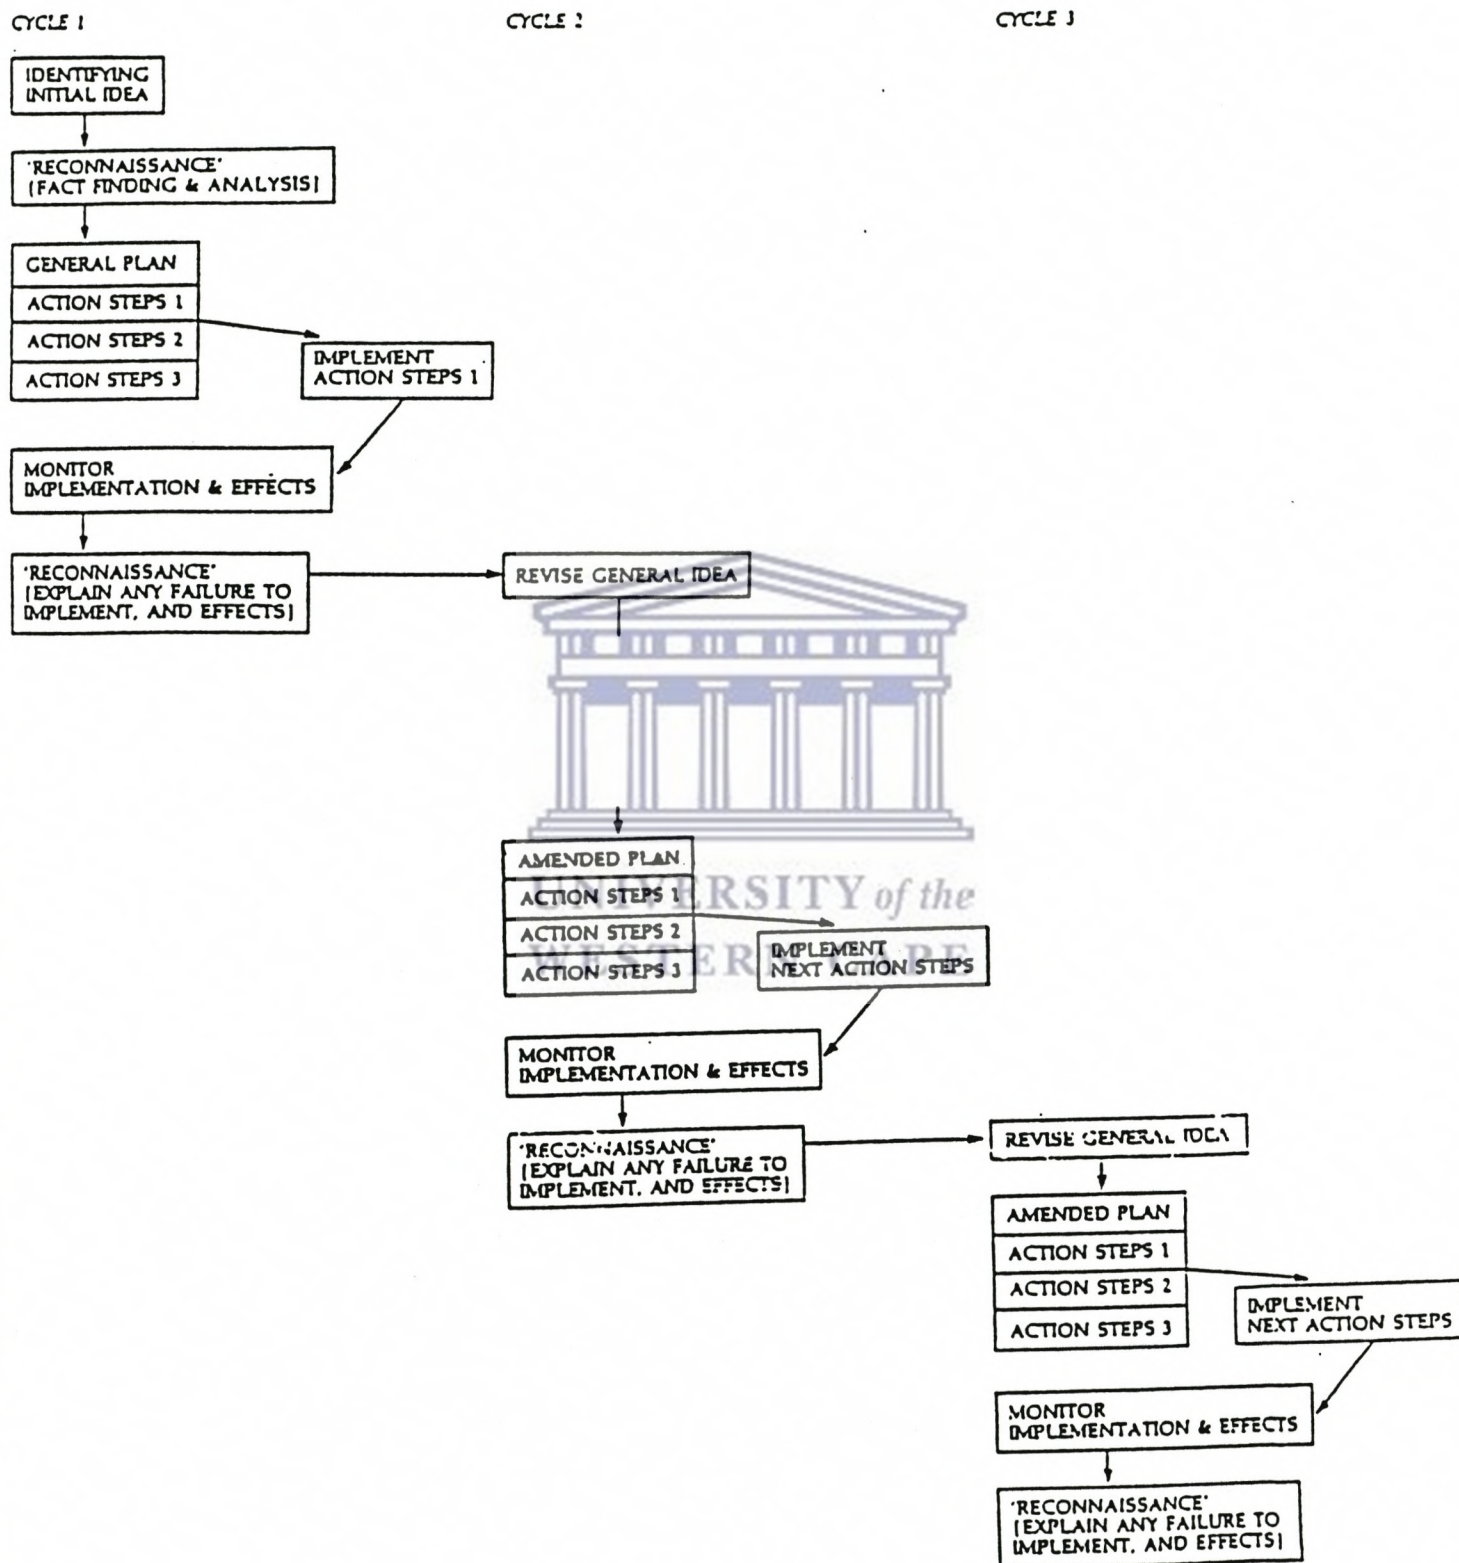 CYCLE 1
CYCLE 2
CYCLE 3
IDENTIFYING
INITIAL IDEA
'RECONNAISSANCE'
[FACT FINDING & ANALYSIS]
GENERAL PLAN
ACTION STEPS 1
ACTION STEPS 2
ACTION STEPS 3
IMPLEMENT
ACTION STEPS 1
MONITOR
IMPLEMENTATION & EFFECTS
'RECONNAISSANCE'
[EXPLAIN ANY FAILURE TO
IMPLEMENT, AND EFFECTS]
REVISE GENERAL IDEA
AMENDED PLAN
ACTION STEPS 1
ACTION STEPS 2
ACTION STEPS 3
UNIVERSITY of the
WESTERN CAPE
IMPLEMENT
NEXT ACTION STEPS
MONITOR
IMPLEMENTATION & EFFECTS
'RECONNAISSANCE'
[EXPLAIN ANY FAILURE TO
IMPLEMENT, AND EFFECTS]
REVISE GENERAL IDEA
AMENDED PLAN
ACTION STEPS 1
ACTION STEPS 2
ACTION STEPS 3
IMPLEMENT
NEXT ACTION STEPS
MONITOR
IMPLEMENTATION & EFFECTS
'RECONNAISSANCE'
[EXPLAIN ANY FAILURE TO
IMPLEMENT, AND EFFECTS]